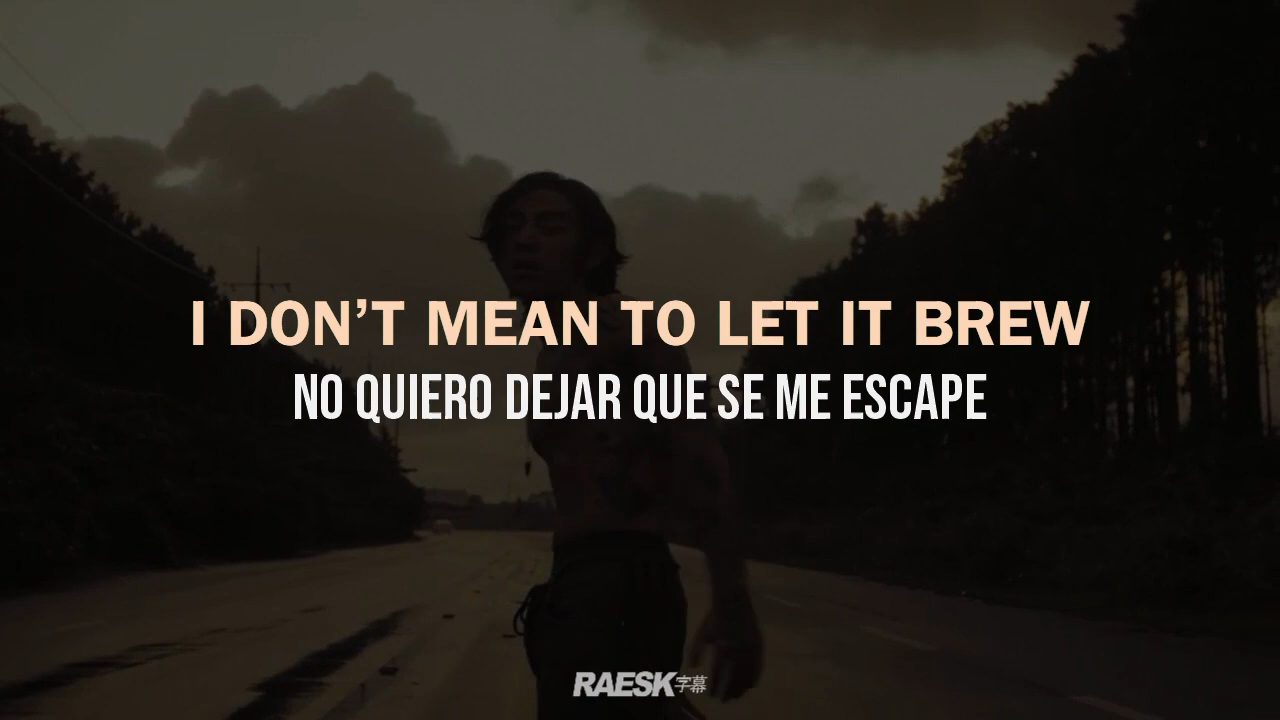 I DON’T MEAN TO LET IT BREW
NO QUIERO DEJAR QUE SE ME ESCAPE
RAESK字幕